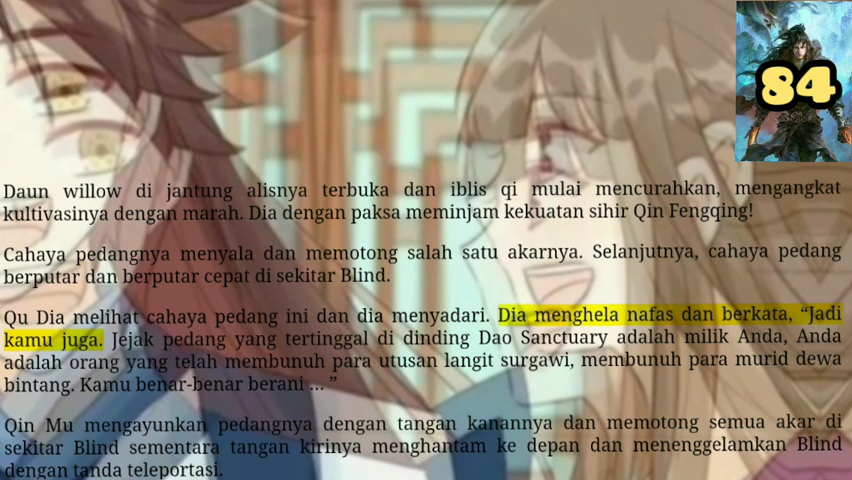 84
Daun willow di jantung alisnya terbuka dan iblis qi mulai mencurahkan, mengangkat
kultivasinya dengan marah. Dia dengan paksa meminjam kekuatan sihir Qin Fengqing!
Cahaya pedangnya menyala dan memotong salah satu akarnya. Selanjutnya, cahaya pedang
berputar dan berputar cepat di sekitar Blind.
Qu Dia melihat cahaya pedang ini dan dia menyadari. Dia menghela nafas dan berkata, “Jadi
kamu juga. Jejak pedang yang tertinggal di dinding Dao Sanctuary adalah milik Anda, Anda
adalah orang yang telah membunuh para utusan langit surgawi, membunuh para murid dewa
bintang. Kamu benar-benar berani ... ”
Qin Mu mengayunkan pedangnya dengan tangan kanannya dan memotong semua akar di
sekitar Blind sementara tangan kirinya menghantam ke depan dan menenggelamkan Blind
dengan tanda teleportasi.